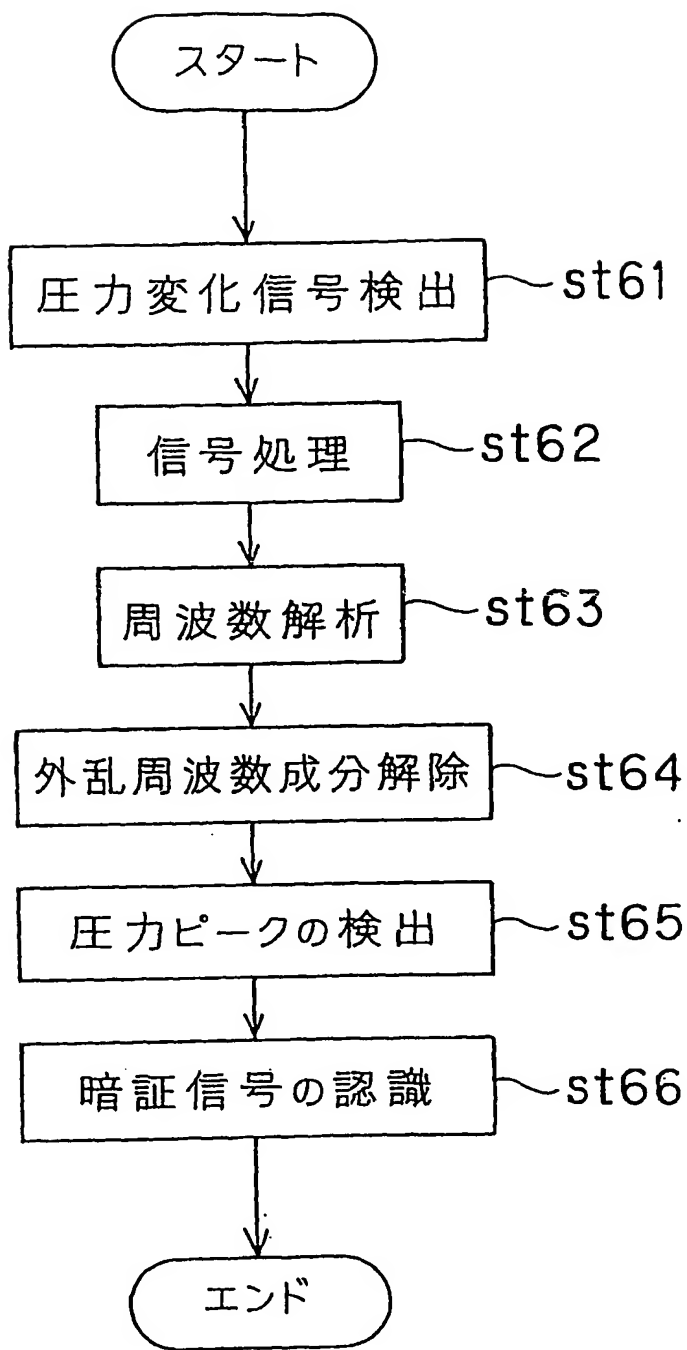 スタート
圧力変化信号検出
st61
信号処理
st62
周波数解析
st63
外乱周波数成分解除
st64
圧力ピークの検出
st65
暗証信号の認識
st66
エンド